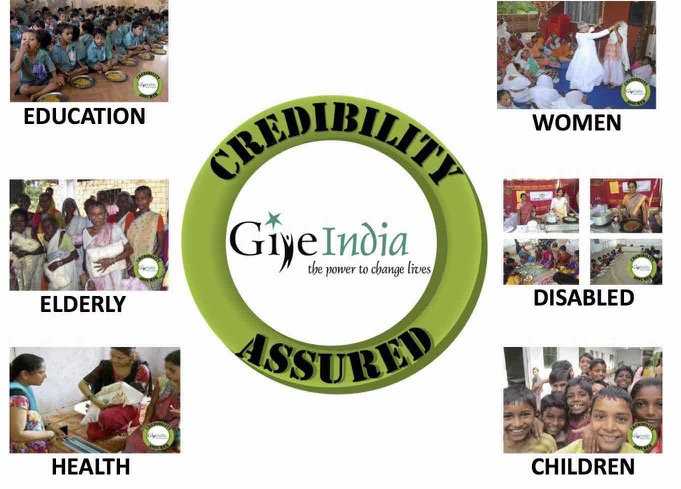 EDUCATION
WOMEN
CREDIBILITY
GiveIndia
the power to change lives
ASSURED
ELDERLY
DISABLED
HEALTH
CHILDREN